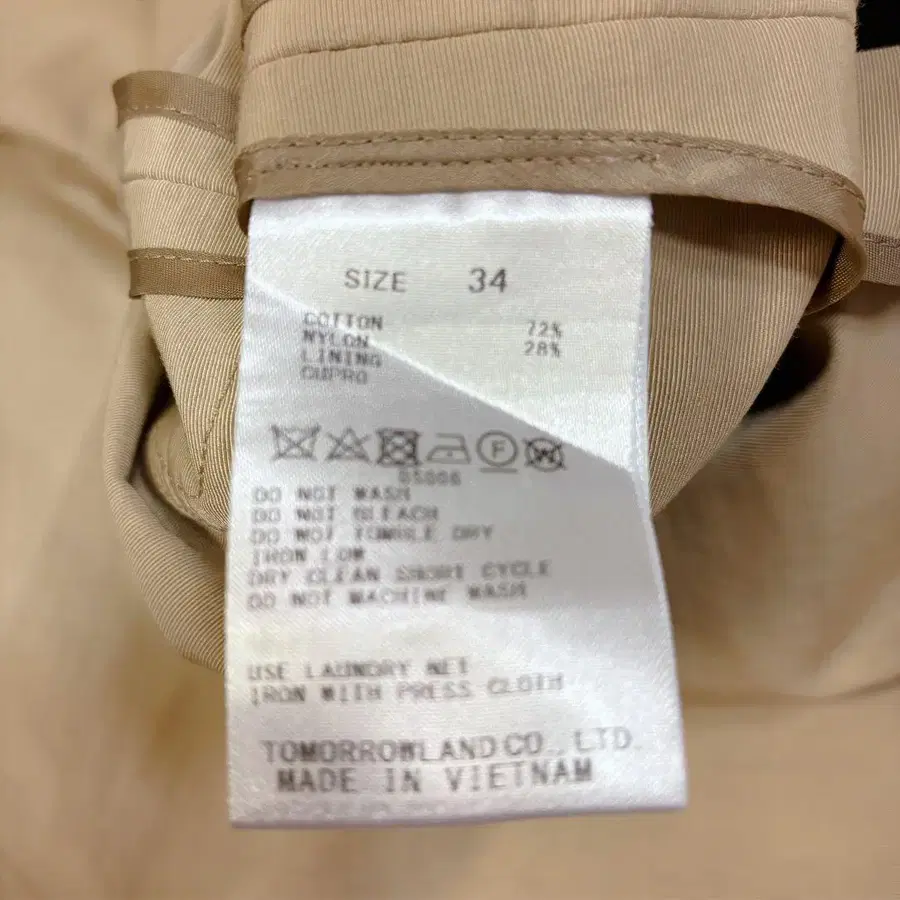 SIZE 34
COTTON 72%
NYLON 28%
LINING
CUPRO
F
05006
DO NOT WASH
DO NOT BLEACH
DO NOT TUMBLE DRY
IRON LOW
DRY CLEAN SHORT CYCLE
DO NOT MACHINE WASH
USE LAUNDRY NET
IRON WITH PRESS CLOTH
TOMORROWLAND CO., LTD.
MADE IN VIETNAM